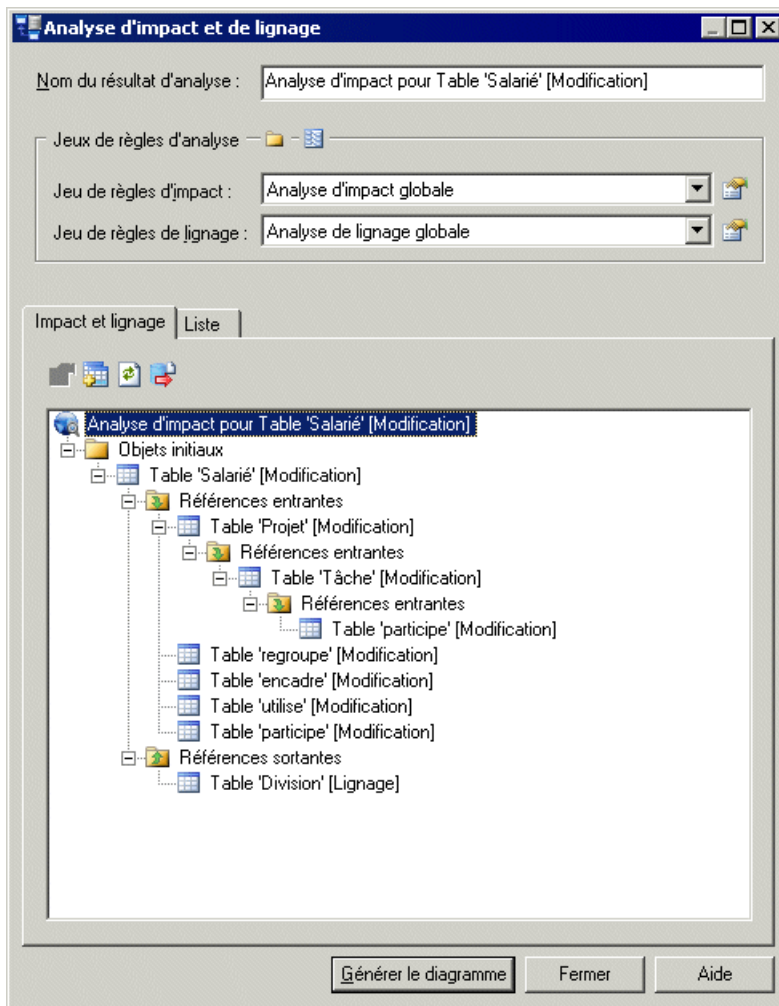 Analyse d'impact et de lignage
Nom du résultat d'analyse : Analyse d'impact pour Table 'Salarié' [Modification]
Jeux de règles d'analyse
Jeu de règles d'impact : Analyse d'impact globale
Jeu de règles de lignage : Analyse de lignage globale
Impact et lignage Liste
Analyse d'impact pour Table 'Salarié' [Modification]
Objets initiaux
Table 'Salarié' [Modification]
Références entrantes
Table 'Projet' [Modification]
Références entrantes
Table 'Tâche' [Modification]
Références entrantes
Table 'participe' [Modification]
Table 'regroupe' [Modification]
Table 'encadre' [Modification]
Table 'utilise' [Modification]
Table 'participe' [Modification]
Références sortantes
Table 'Division' [Lignage]
Générer le diagramme Fermer Aide